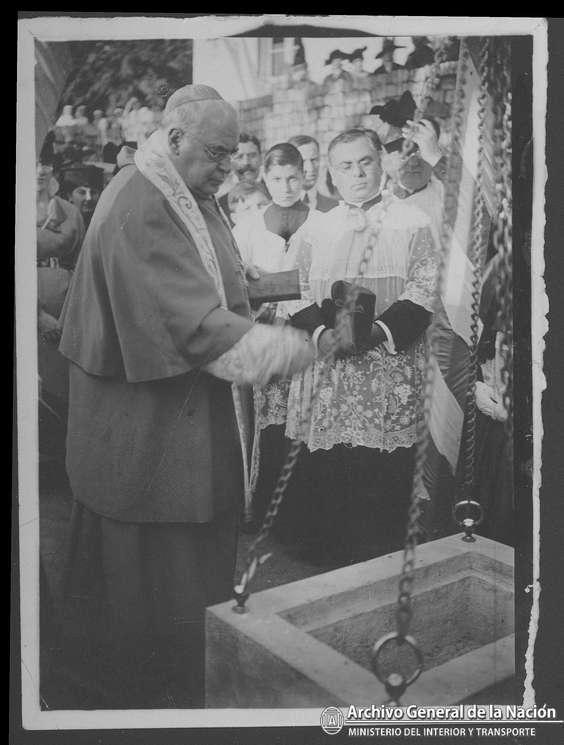 Archivo General de la Nación
MINISTERIO DEL INTERIOR Y TRANSPORTE